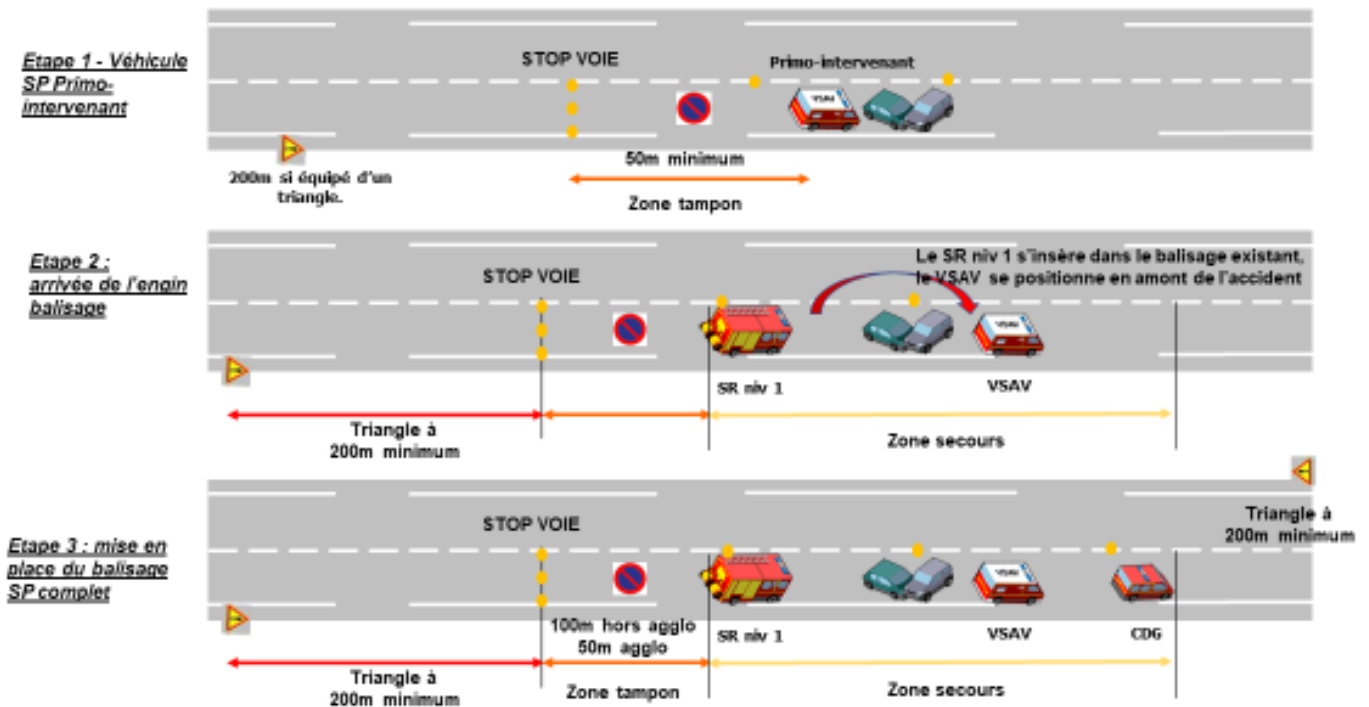 Etape 1 - Véhicule
SP Primo-
intervenant
STOP VOIE
Primo-intervenant
VSAV
200m si équipé d'un
triangle.
50m minimum
Zone tampon
Etape 2 :
arrivée de l'engin
balisage
STOP VOIE
Le SR niv 1 s'insère dans le balisage existant,
le VSAV se positionne en amont de l'accident
VSAV
SR niv 1
VSAV
Triangle à
200m minimum
Zone secours
Etape 3 : mise en
place du balisage
SP complet
STOP VOIE
Triangle à
200m minimum
VSAV
100m hors agglo
50m agglo
SR niv 1
VSAV
CDG
Triangle à
200m minimum
Zone tampon
Zone secours